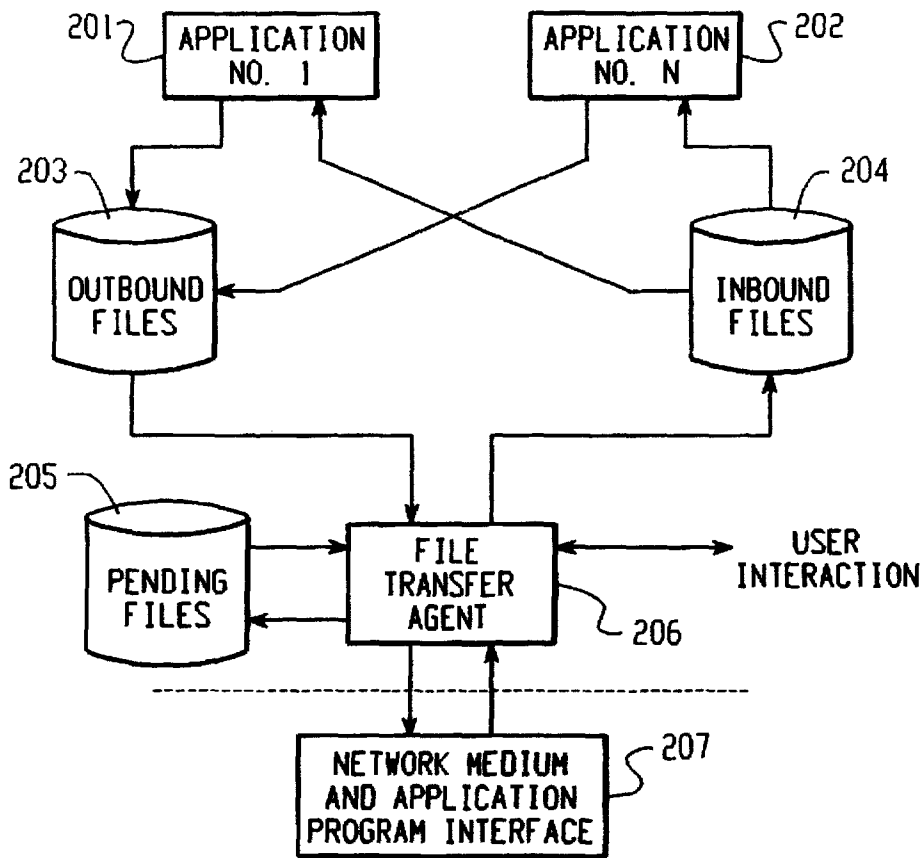 201
APPLICATION
NO. 1
APPLICATION
NO. N
202
203
OUTBOUND
FILES
204
INBOUND
FILES
205
PENDING
FILES
FILE
TRANSFER
AGENT
206
USER
INTERACTION
NETWORK MEDIUM
AND APPLICATION
PROGRAM INTERFACE
207